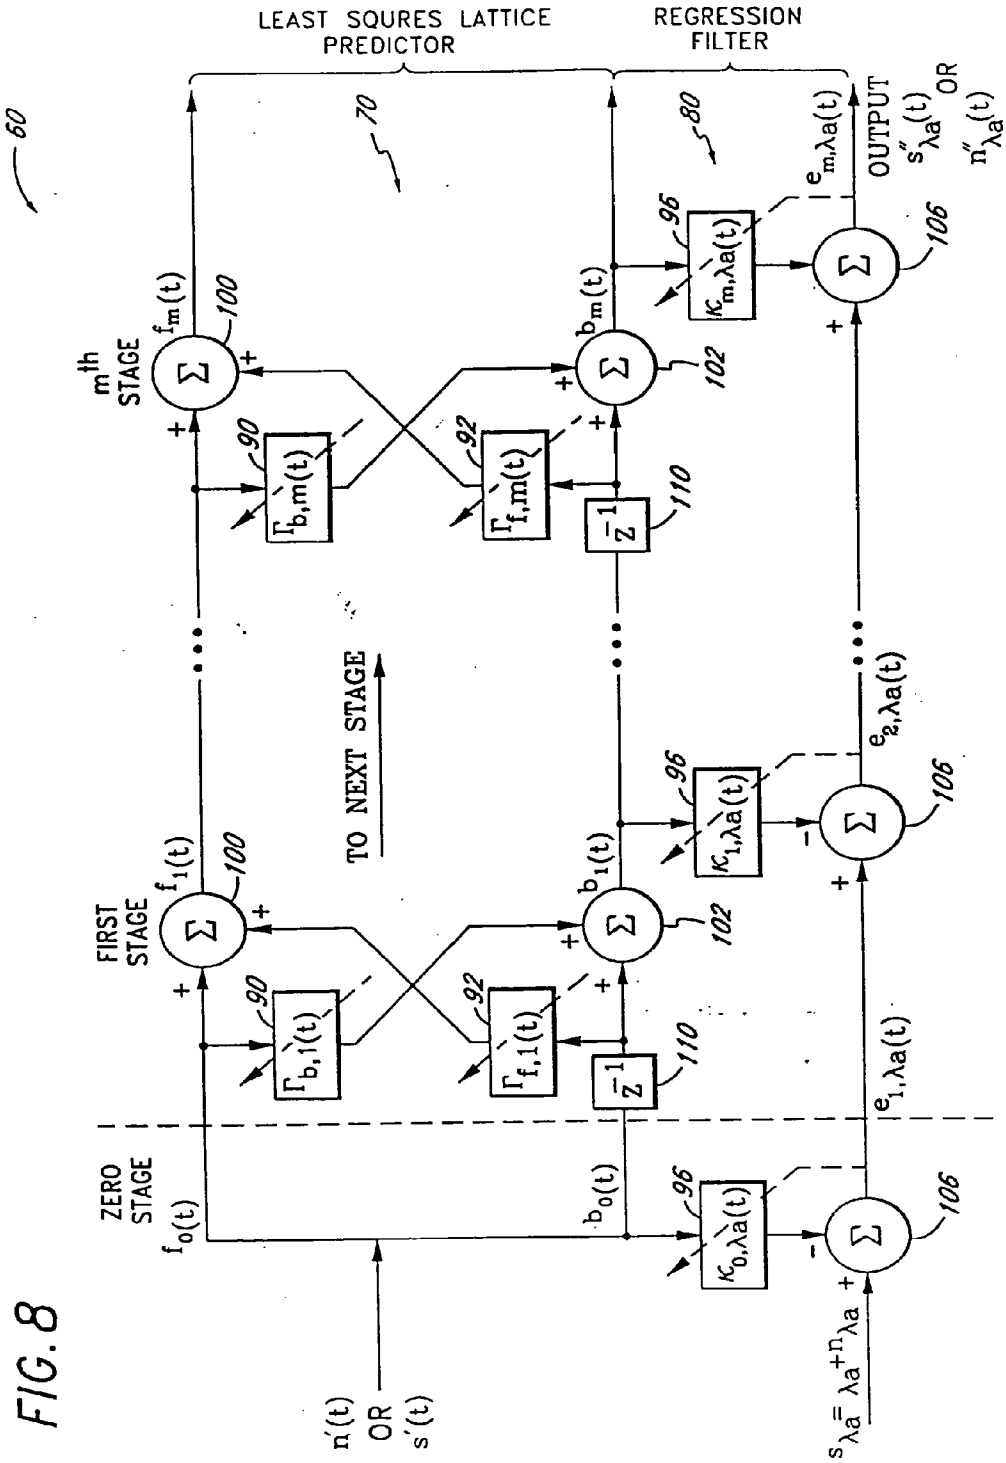 FIG. 8
60
LEAST SQURES LATTICE
PREDICTOR
REGRESSION
FILTER
70
80
ZERO
STAGE
FIRST
STAGE
mth
STAGE
n′(t)
OR
s′(t)
f0(t)
f1(t)
fm(t)
100
100
Σ
Σ
+
+
+
+
90
90
Γb,1(t)
Γb,m(t)
TO NEXT STAGE
92
92
Γf,1(t)
Γf,m(t)
b0(t)
b1(t)
bm(t)
z−1
z−1
110
110
+
+
+
+
Σ
Σ
102
102
96
96
96
κ0,λa(t)
κ1,λa(t)
κm,λa(t)
sλa = λa+nλa
+
-
+
-
+
Σ
Σ
Σ
106
106
106
e1,λa(t)
e2,λa(t)
em,λa(t)
OUTPUT
s″λa(t) OR
n″λa(t)